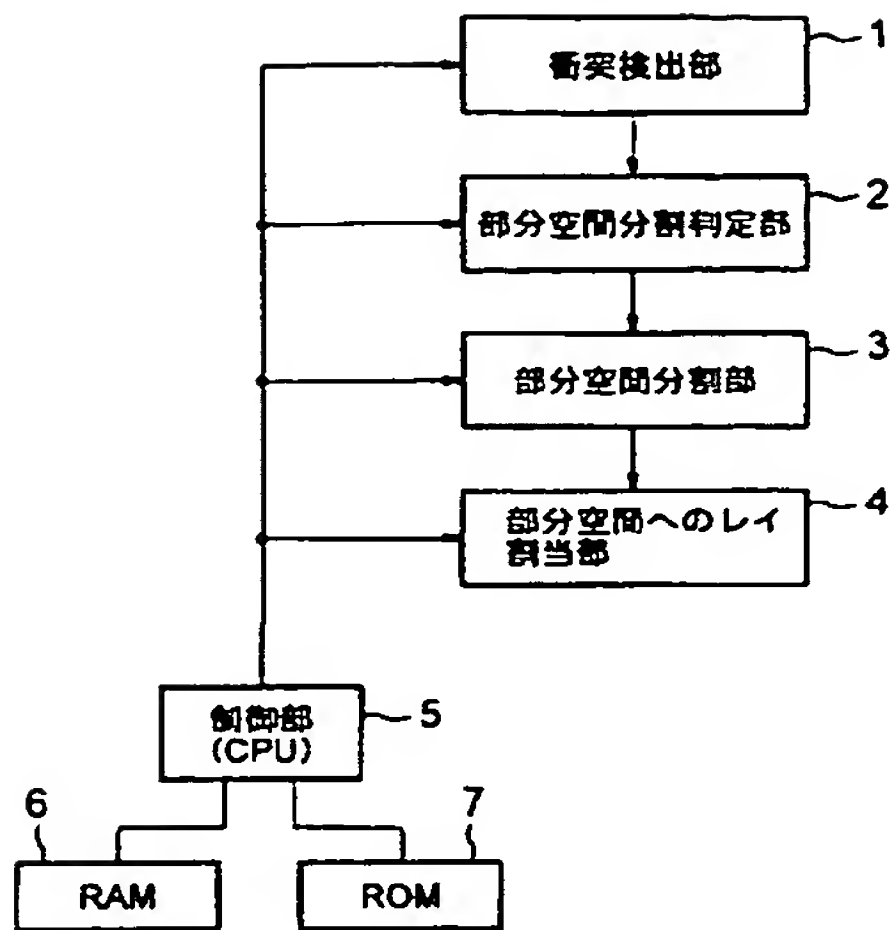 衝突検出部
1
部分空間分割判定部
2
部分空間分割部
3
部分空間へのレイ
割当部
4
制御部
(CPU)
5
6
RAM
7
ROM